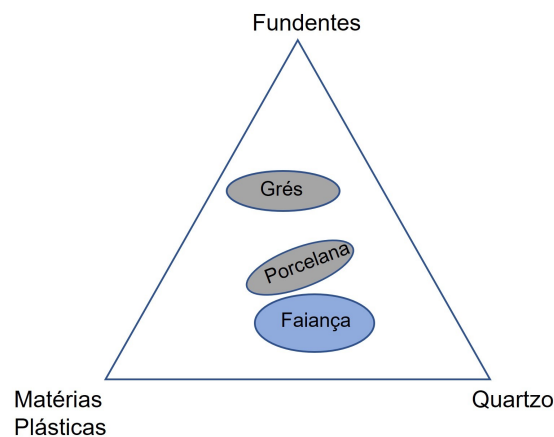 Fundentes
Grés
Porcelana
Faiança
Matérias
Plásticas
Quartzo